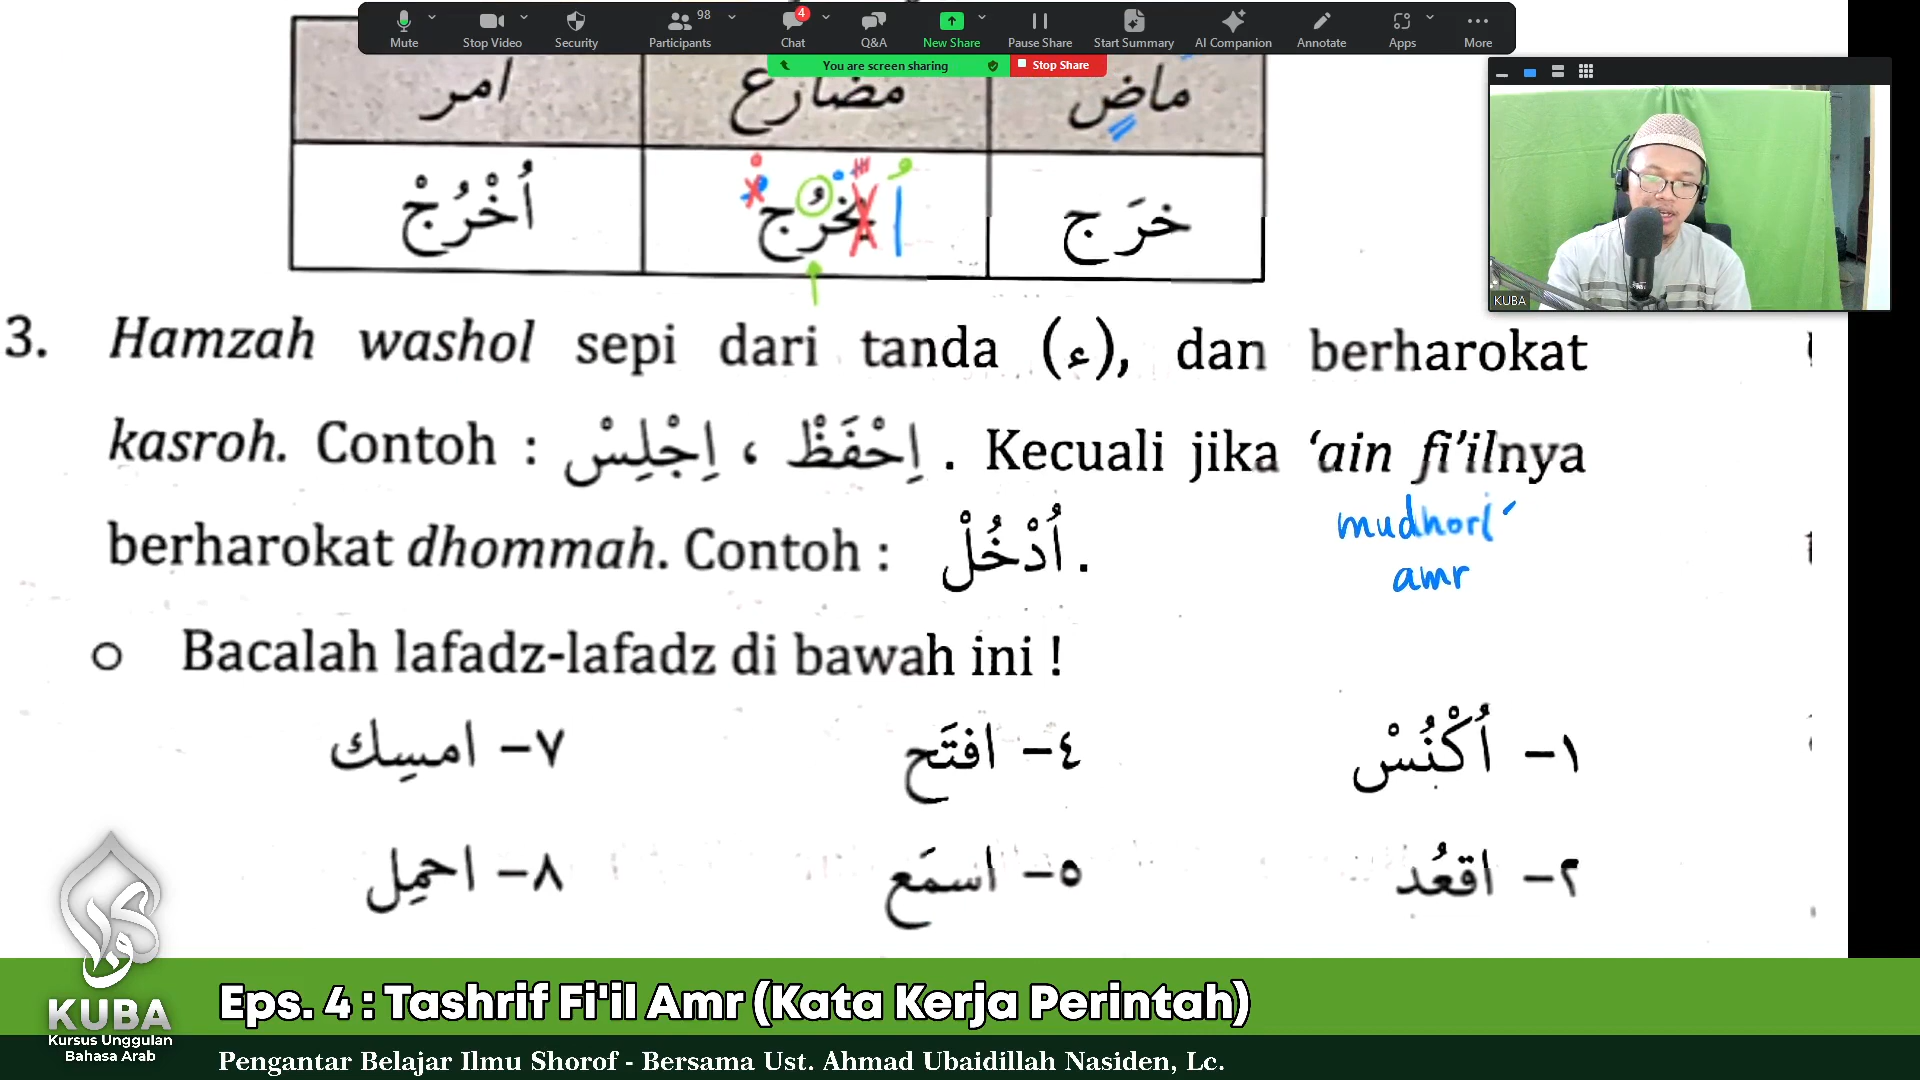 Mute
Stop Video
Security
Participants 98
Chat 4
Q&A
New Share
Pause Share
Start Summary
AI Companion
Annotate
Apps
More
You are screen sharing
Stop Share
ماضٍ مضارع امر
خرَج يخرُج اُخْرُجْ
اُ
KUBA
3. Hamzah washol sepi dari tanda (ء), dan berharokat
kasroh. Contoh : اِحْفَظْ ، اِجْلِسْ . Kecuali jika ‘ain fi’ilnya
berharokat dhommah. Contoh : اُدْخُلْ .
mudhori'
amr
o Bacalah lafadz-lafadz di bawah ini !
١– اُكْنُسْ ٤– افتَح ٧– امسِك
٢– اقعُد ٥– اسمَع ٨– احمِل
KUBA
Kursus Unggulan
Bahasa Arab
Eps. 4 : Tashrif Fi'il Amr (Kata Kerja Perintah)
Pengantar Belajar Ilmu Shorof - Bersama Ust. Ahmad Ubaidillah Nasiden, Lc.